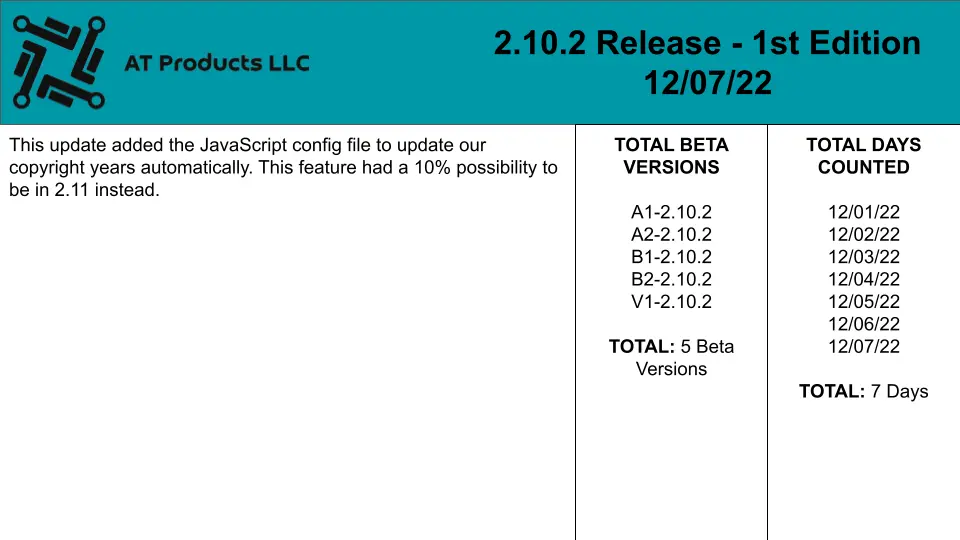 AT Products LLC
2.10.2 Release - 1st Edition
12/07/22
This update added the JavaScript config file to update our
copyright years automatically. This feature had a 10% possibility to
be in 2.11 instead.
TOTAL BETA
VERSIONS
A1-2.10.2
A2-2.10.2
B1-2.10.2
B2-2.10.2
V1-2.10.2
TOTAL: 5 Beta
Versions
TOTAL DAYS
COUNTED
12/01/22
12/02/22
12/03/22
12/04/22
12/05/22
12/06/22
12/07/22
TOTAL: 7 Days